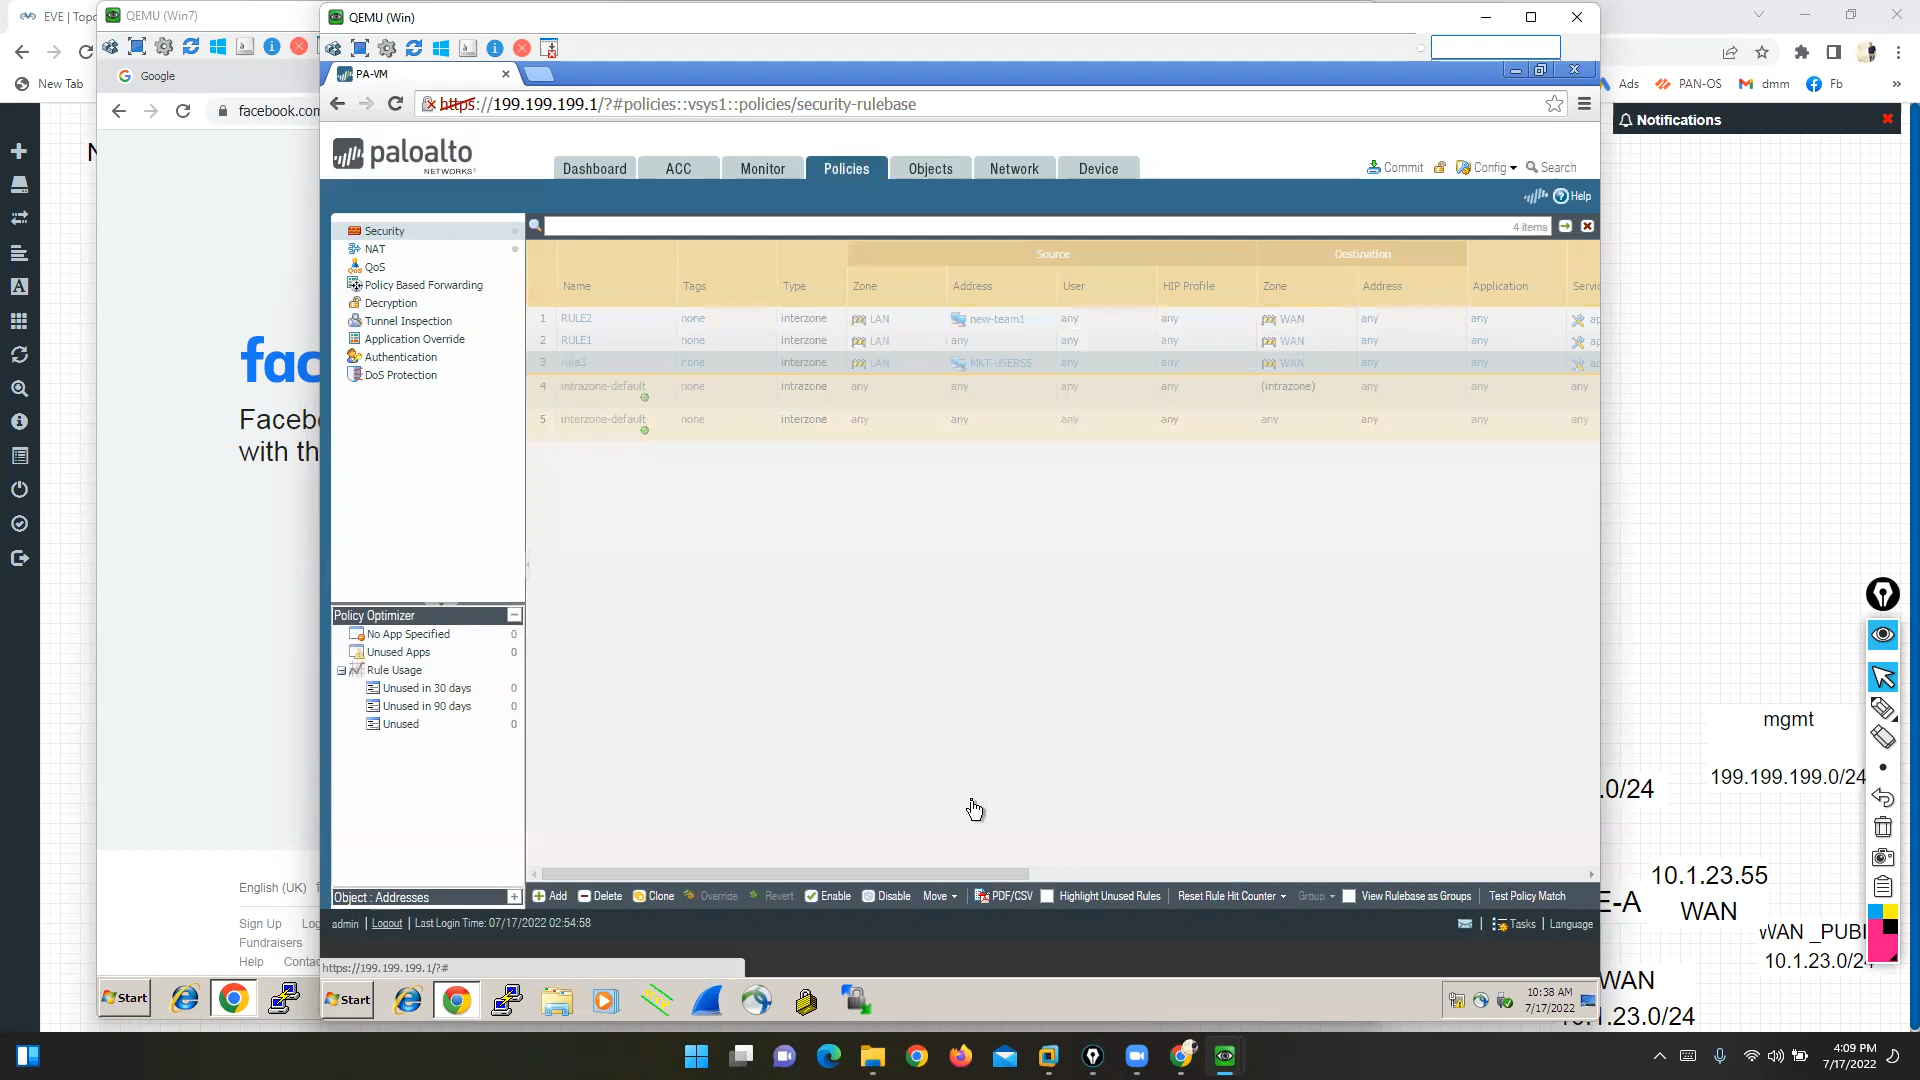 EVE | Topo
QEMU (Win7)
QEMU (Win)
New Tab
Google
facebook.com
PA-VM
https://199.199.199.1/?#policies::vsys1::policies/security-rulebase
Ads
PAN-OS
dmm
Fb
»
Notifications
paloalto
NETWORKS
Dashboard
ACC
Monitor
Policies
Objects
Network
Device
Commit
Config
Search
Help
Security
NAT
QoS
Policy Based Forwarding
Decryption
Tunnel Inspection
Application Override
Authentication
DoS Protection
4 items
Source
Destination
Name Tags Type Zone Address User HIP Profile Zone Address Application Servi
1 RULE2 none interzone LAN new-team1 any any WAN any any ap
2 RULE1 none interzone LAN any any any WAN any any ap
3 rula3 none interzone LAN MKT-USERS5 any any WAN any any ap
4 intrazone-default none intrazone any any any any (intrazone) any any any
5 interzone-default none interzone any any any any any any any any
fac
Faceb
with th
Policy Optimizer
No App Specified 0
Unused Apps 0
Rule Usage
Unused in 30 days 0
Unused in 90 days 0
Unused 0
Object : Addresses
Add Delete Clone Override Revert Enable Disable Move PDF/CSV Highlight Unused Rules Reset Rule Hit Counter Group View Rulebase as Groups Test Policy Match
admin | Logout | Last Login Time: 07/17/2022 02:54:58
Tasks | Language
https://199.199.199.1/?#
English (UK)
Sign Up Log
Fundraisers
Help Contac
Start
Start
10:38 AM
7/17/2022
mgmt
199.199.199.0/24
.0/24
10.1.23.55
E-A
WAN
WAN _PUBI
10.1.23.0/24
WAN
10.1.23.0/24
4:09 PM
7/17/2022